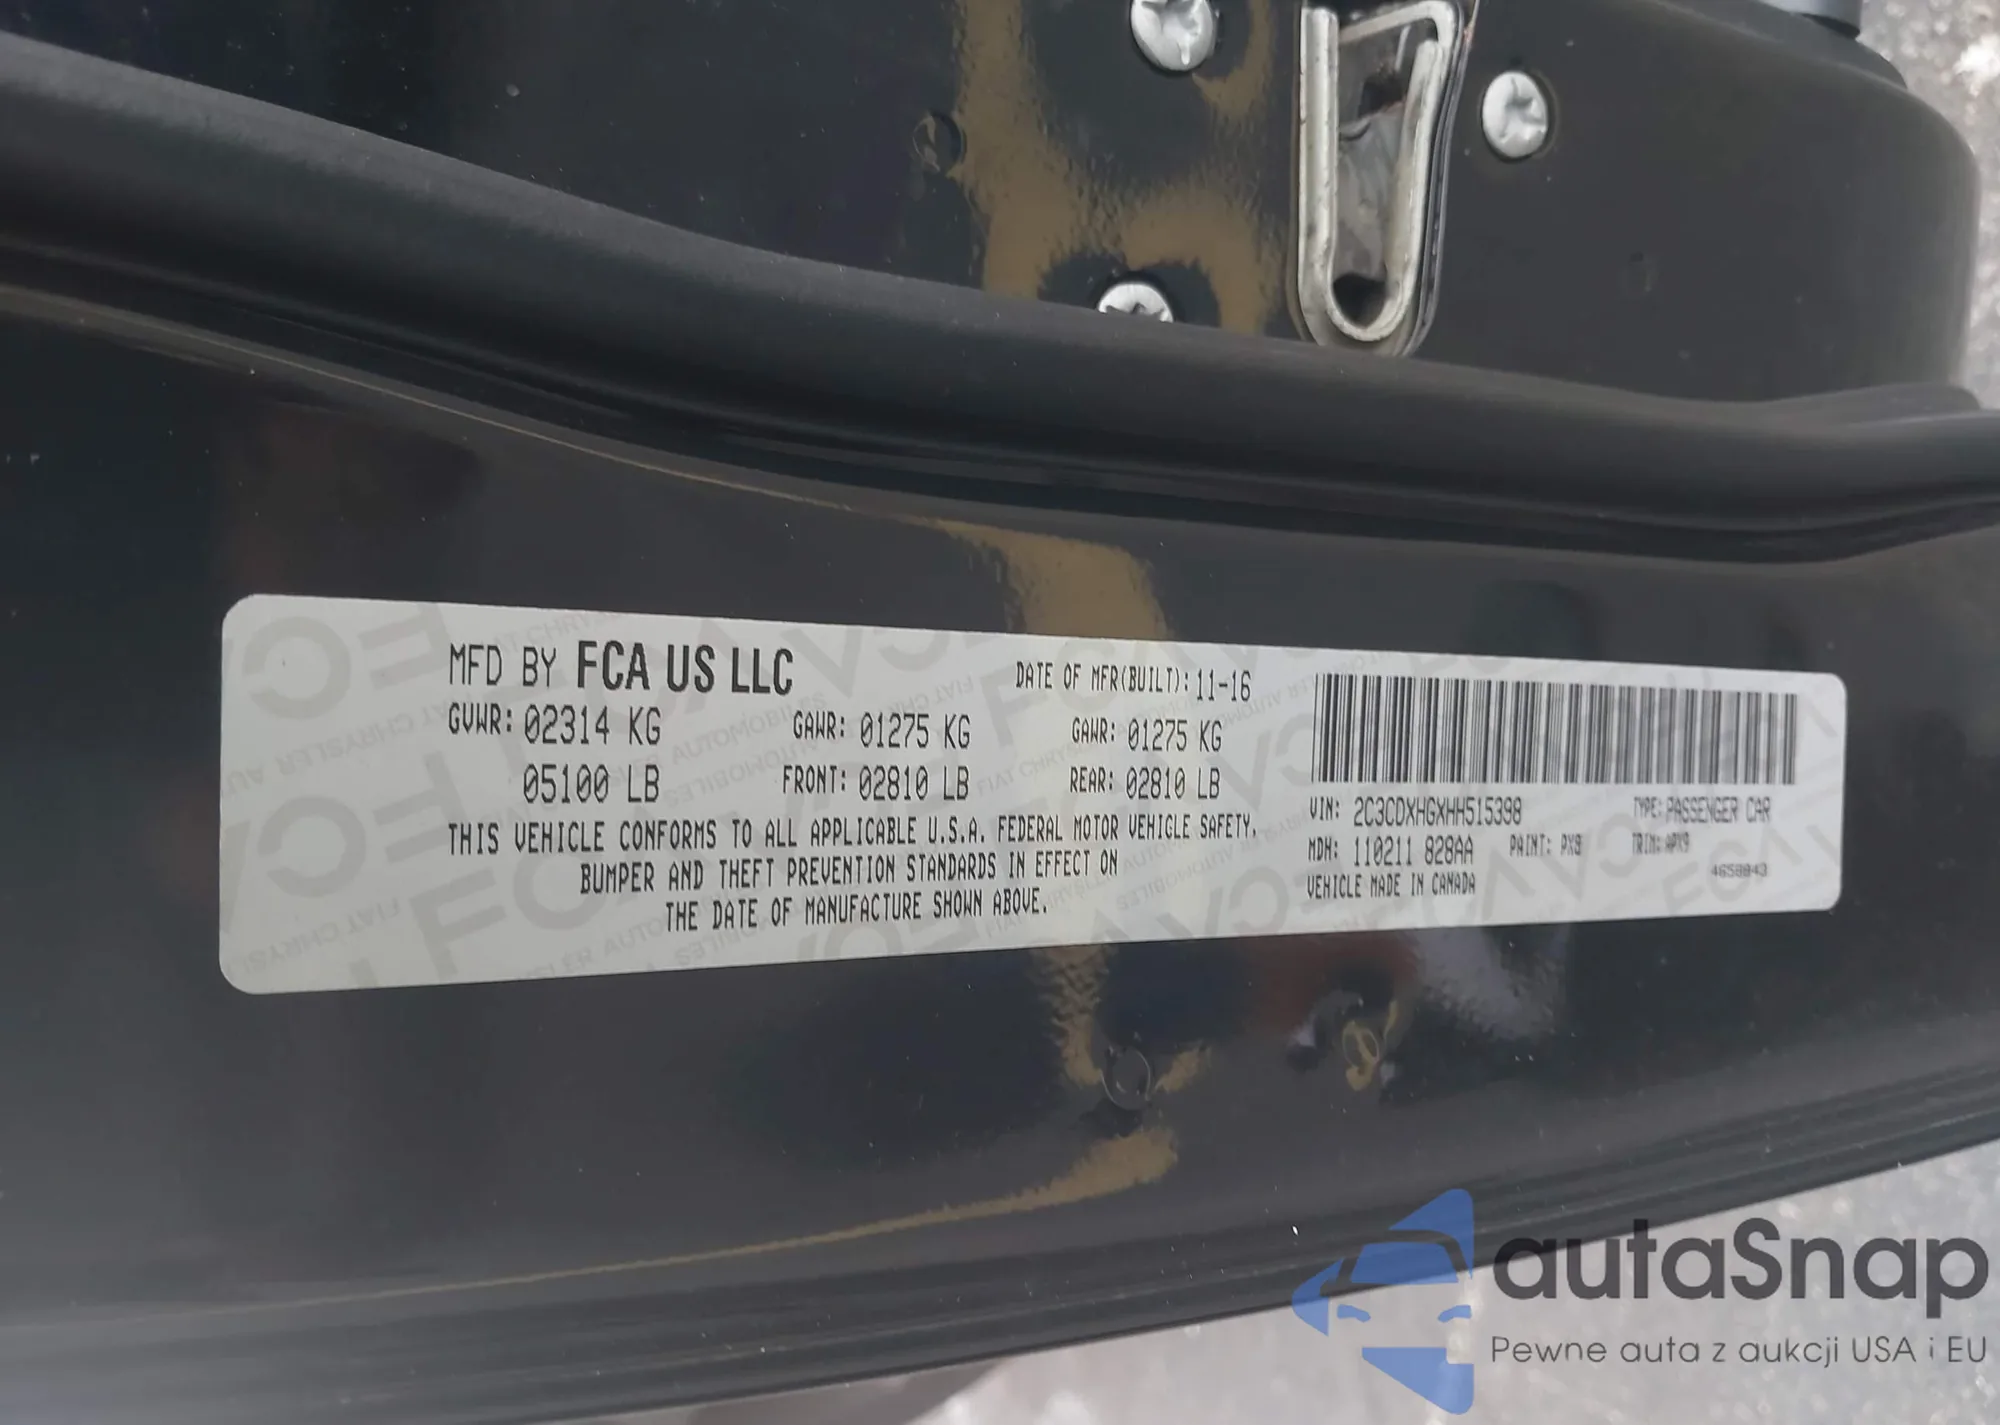 MFD BY FCA US LLC
DATE OF MFR(BUILT): 11-16
GVWR: 02314 KG
GAWR: 01275 KG
GAWR: 01275 KG
05100 LB
FRONT: 02810 LB
REAR: 02810 LB
THIS VEHICLE CONFORMS TO ALL APPLICABLE U.S.A. FEDERAL MOTOR VEHICLE SAFETY,
BUMPER AND THEFT PREVENTION STANDARDS IN EFFECT ON
THE DATE OF MANUFACTURE SHOWN ABOVE.
VIN: 2C3CDXHGXHH515398
TYPE: PASSENGER CAR
MDH: 110211 828AA
PAINT: PX8
TRIM: APX9
VEHICLE MADE IN CANADA
autaSnap
Pewne auta z aukcji USA i EU